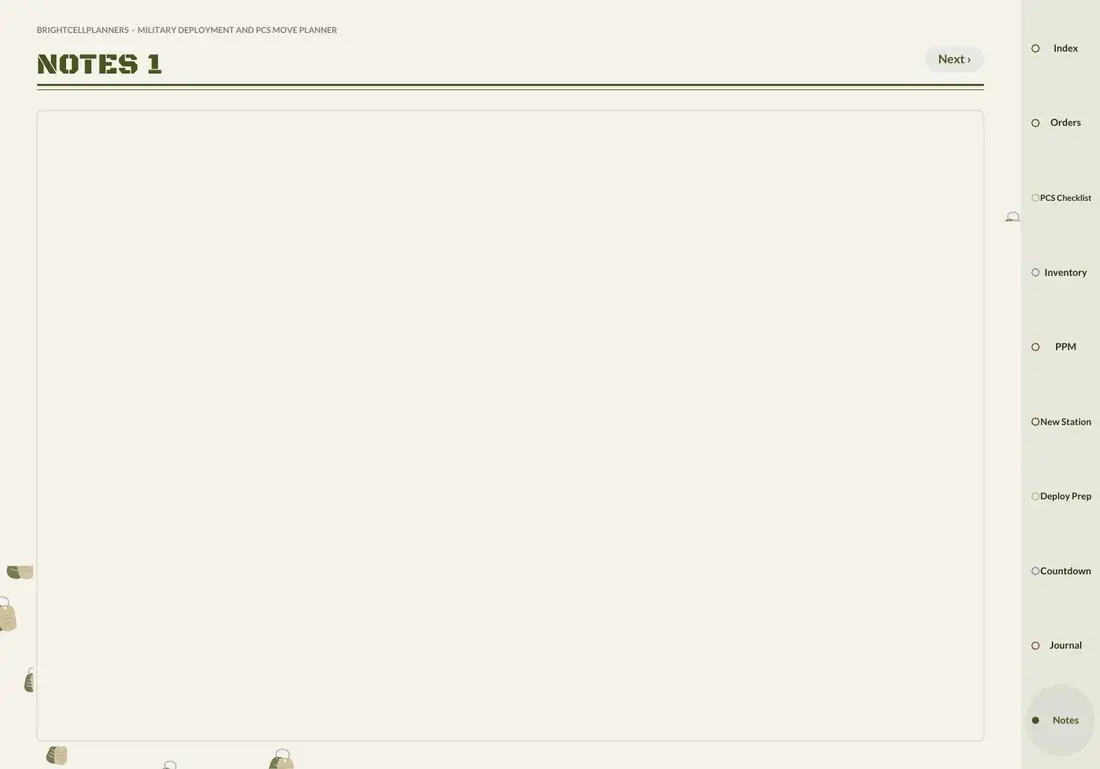 BRIGHTCELLPLANNERS - MILITARY DEPLOYMENT AND PCS MOVE PLANNER
NOTES 1
Next ›
Index
Orders
PCS Checklist
Inventory
PPM
New Station
Deploy Prep
Countdown
Journal
Notes